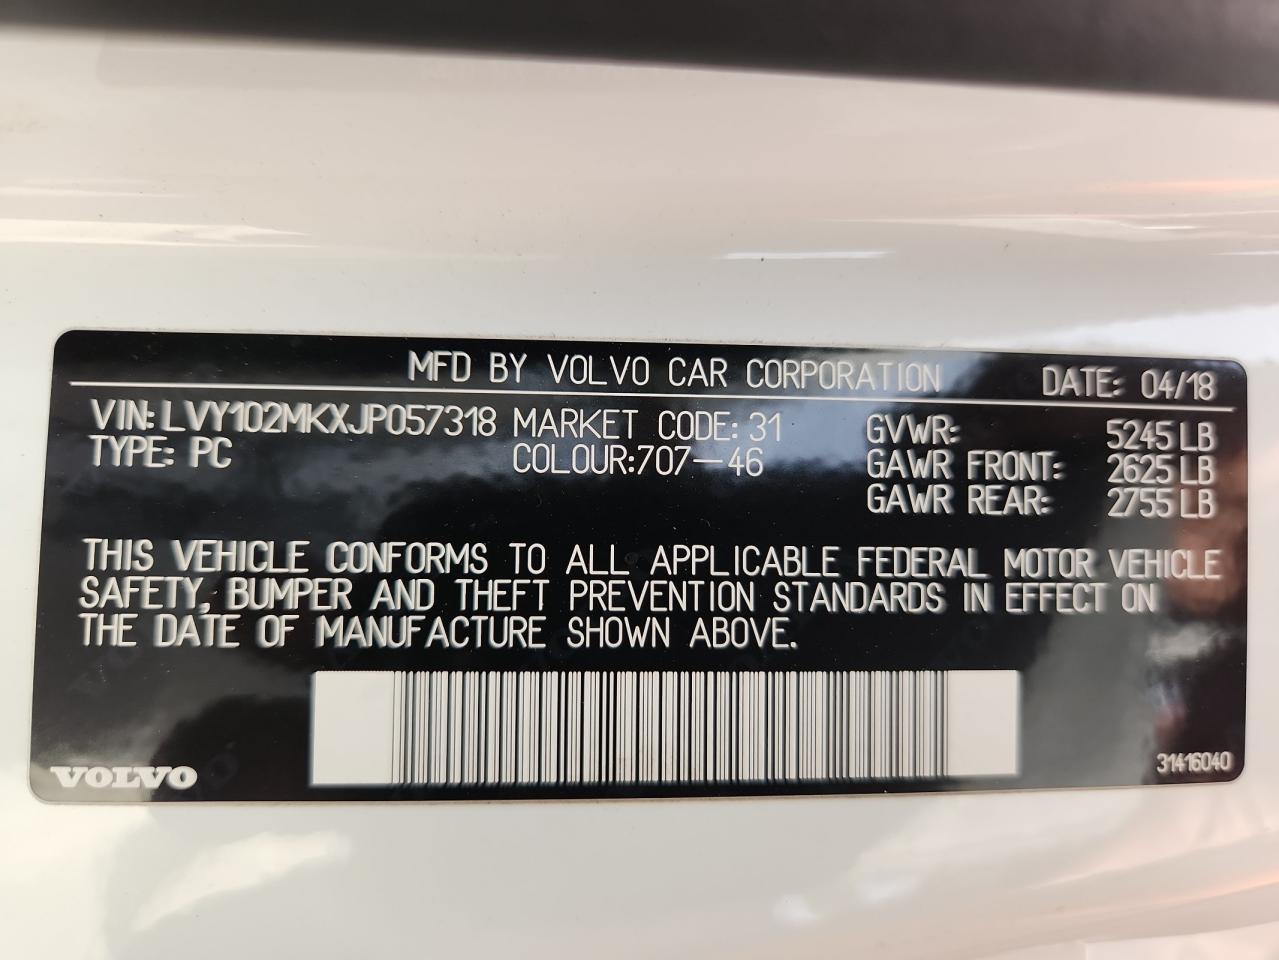 MFD BY VOLVO CAR CORPORATION DATE: 04/18
VIN: LVY102MKXJP057318 MARKET CODE: 31 GVWR: 5245 LB
TYPE: PC COLOUR:707-46 GAWR FRONT: 2625 LB
GAWR REAR: 2755 LB
THIS VEHICLE CONFORMS TO ALL APPLICABLE FEDERAL MOTOR VEHICLE
SAFETY, BUMPER AND THEFT PREVENTION STANDARDS IN EFFECT ON
THE DATE OF MANUFACTURE SHOWN ABOVE.
VOLVO 31416040